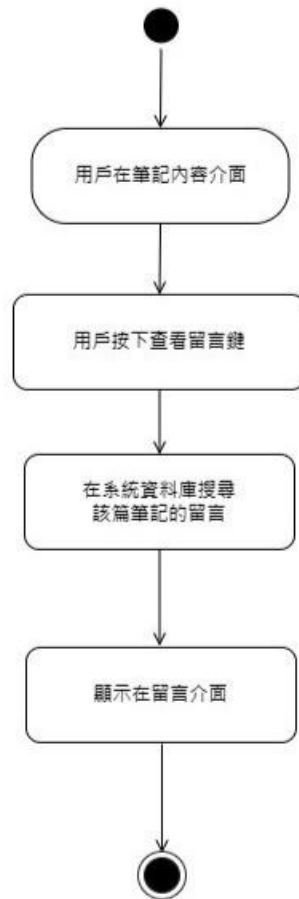 用戶在筆記內容介面
用戶按下查看留言鍵
在系統資料庫搜尋
該篇筆記的留言
顯示在留言介面